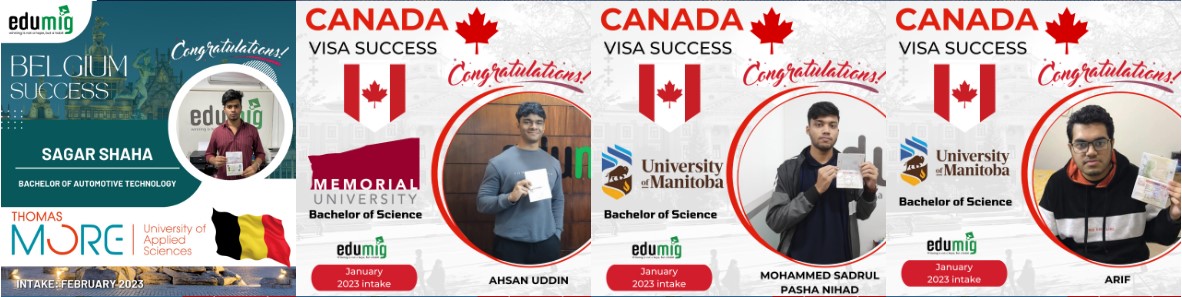 edumig
Congratulations!
BELGIUM
SUCCESS
edumig
SAGAR SHAHA
BACHELOR OF AUTOMOTIVE TECHNOLOGY
THOMAS
MORE
University of
Applied
Sciences
INTAKE: FEBRUARY 2023
CANADA
VISA SUCCESS
Congratulations!
MEMORIAL
UNIVERSITY
Bachelor of Science
edumig
January
2023 intake
AHSAN UDDIN
CANADA
VISA SUCCESS
Congratulations!
University
of Manitoba
Bachelor of Science
edumig
January
2023 intake
MOHAMMED SADRUL
PASHA NIHAD
CANADA
VISA SUCCESS
Congratulations!
University
of Manitoba
Bachelor of Science
edumig
January
2023 intake
ARIF